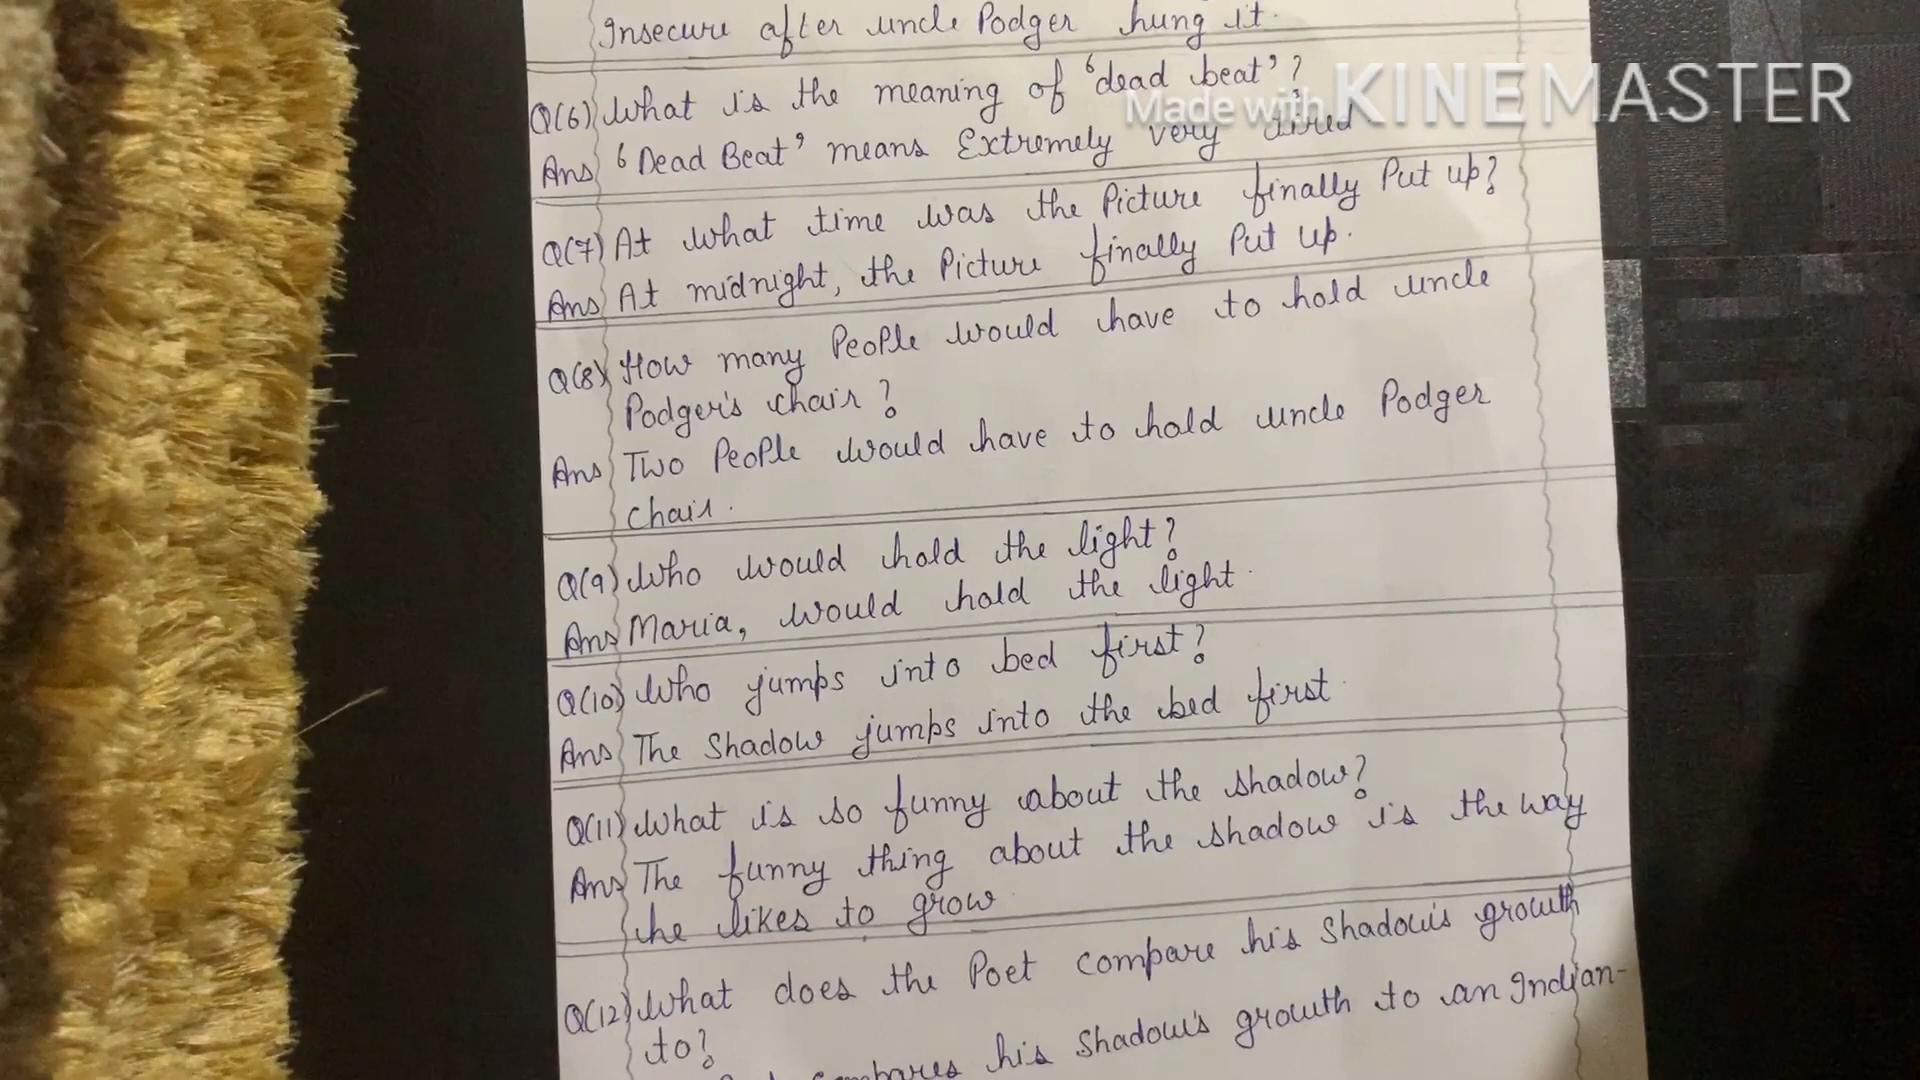 Insecure after uncle Podger hung it.
Q(6) What is the meaning of 'dead beat'?
Made with KINEMASTER
Ans 'Dead Beat' means Extremely very tired
Q(7) At what time was the Picture finally Put up?
Ans At midnight, the Picture finally Put up.
Q(8) How many People would have to hold uncle
Podger's chair?
Ans Two People would have to hold uncle Podger
chair.
Q(9) Who would hold the light?
Ans Maria, would hold the light.
Q(10) Who jumps into bed first?
Ans The Shadow jumps into the bed first.
Q(11) What is so funny about the shadow?
Ans The funny thing about the shadow is the way
he likes to grow
Q(12) What does the Poet compare his Shadow's growth
to?
compares his Shadow's growth to an Indian-